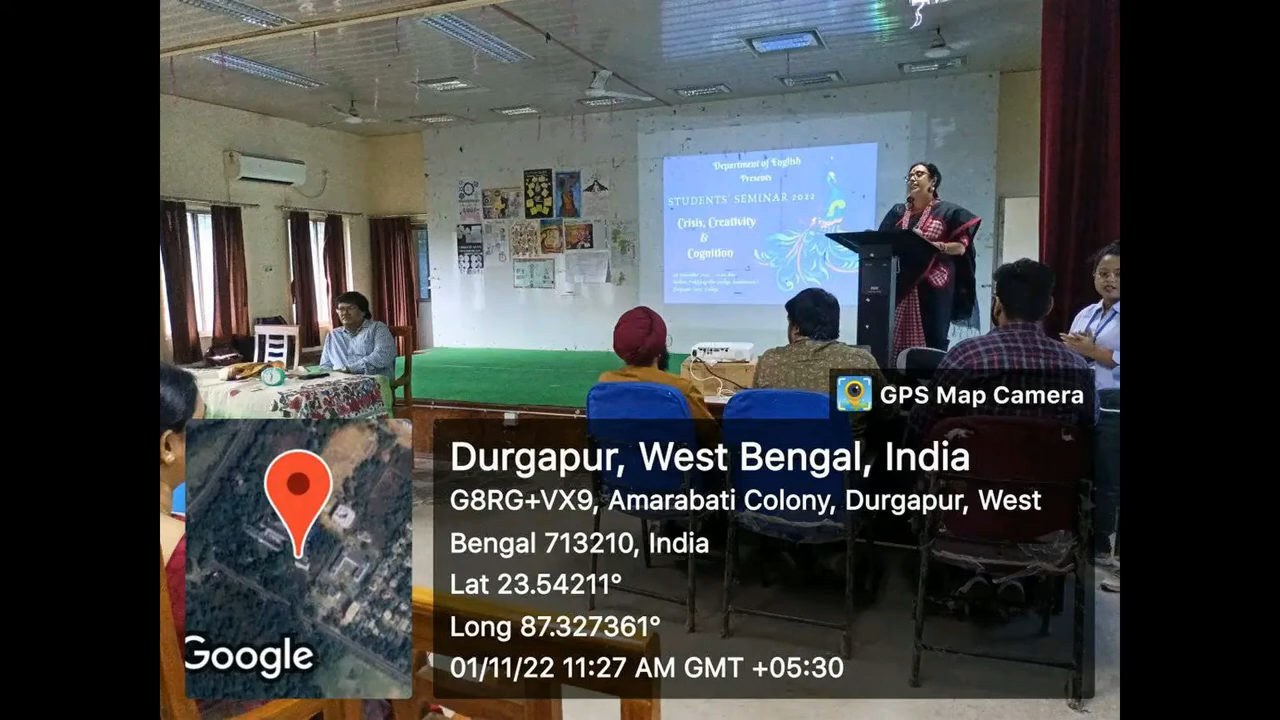 Department of English
Presents
STUDENTS' SEMINAR 2022
Crisis, Creativity
&
Cognition
GPS Map Camera
Durgapur, West Bengal, India
G8RG+VX9, Amarabati Colony, Durgapur, West
Bengal 713210, India
Lat 23.54211°
Long 87.327361°
01/11/22 11:27 AM GMT +05:30
Google